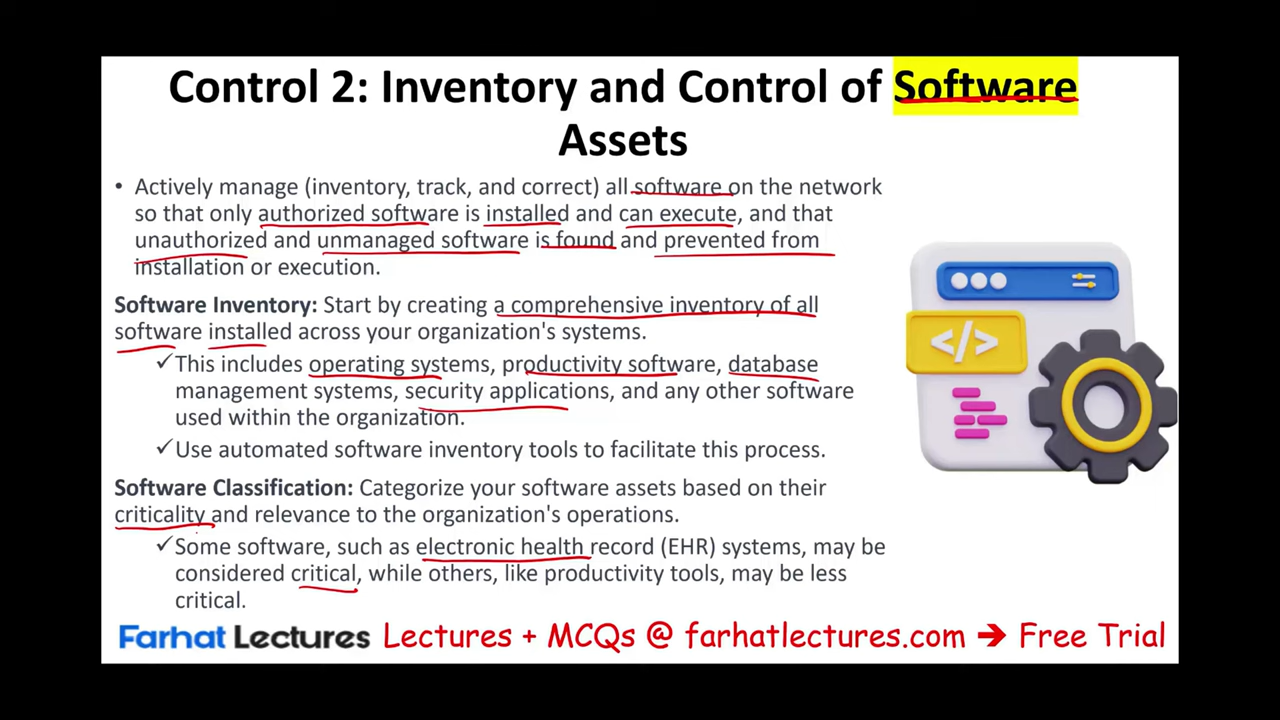 Control 2: Inventory and Control of Software
Assets
• Actively manage (inventory, track, and correct) all software on the network
so that only authorized software is installed and can execute, and that
unauthorized and unmanaged software is found and prevented from
installation or execution.
Software Inventory: Start by creating a comprehensive inventory of all
software installed across your organization's systems.
✓This includes operating systems, productivity software, database
management systems, security applications, and any other software
used within the organization.
✓Use automated software inventory tools to facilitate this process.
Software Classification: Categorize your software assets based on their
criticality and relevance to the organization's operations.
✓Some software, such as electronic health record (EHR) systems, may be
considered critical, while others, like productivity tools, may be less
critical.
</>
Farhat Lectures Lectures + MCQs @ farhatlectures.com ➔ Free Trial